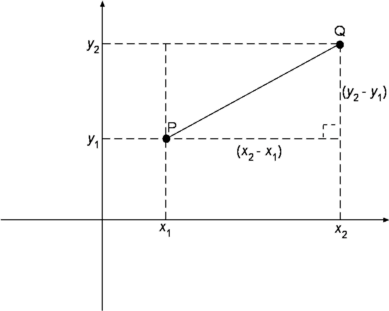 Q
y₂
(y₂ - y₁)
P
y₁
(x₂ - x₁)
x₁
x₂